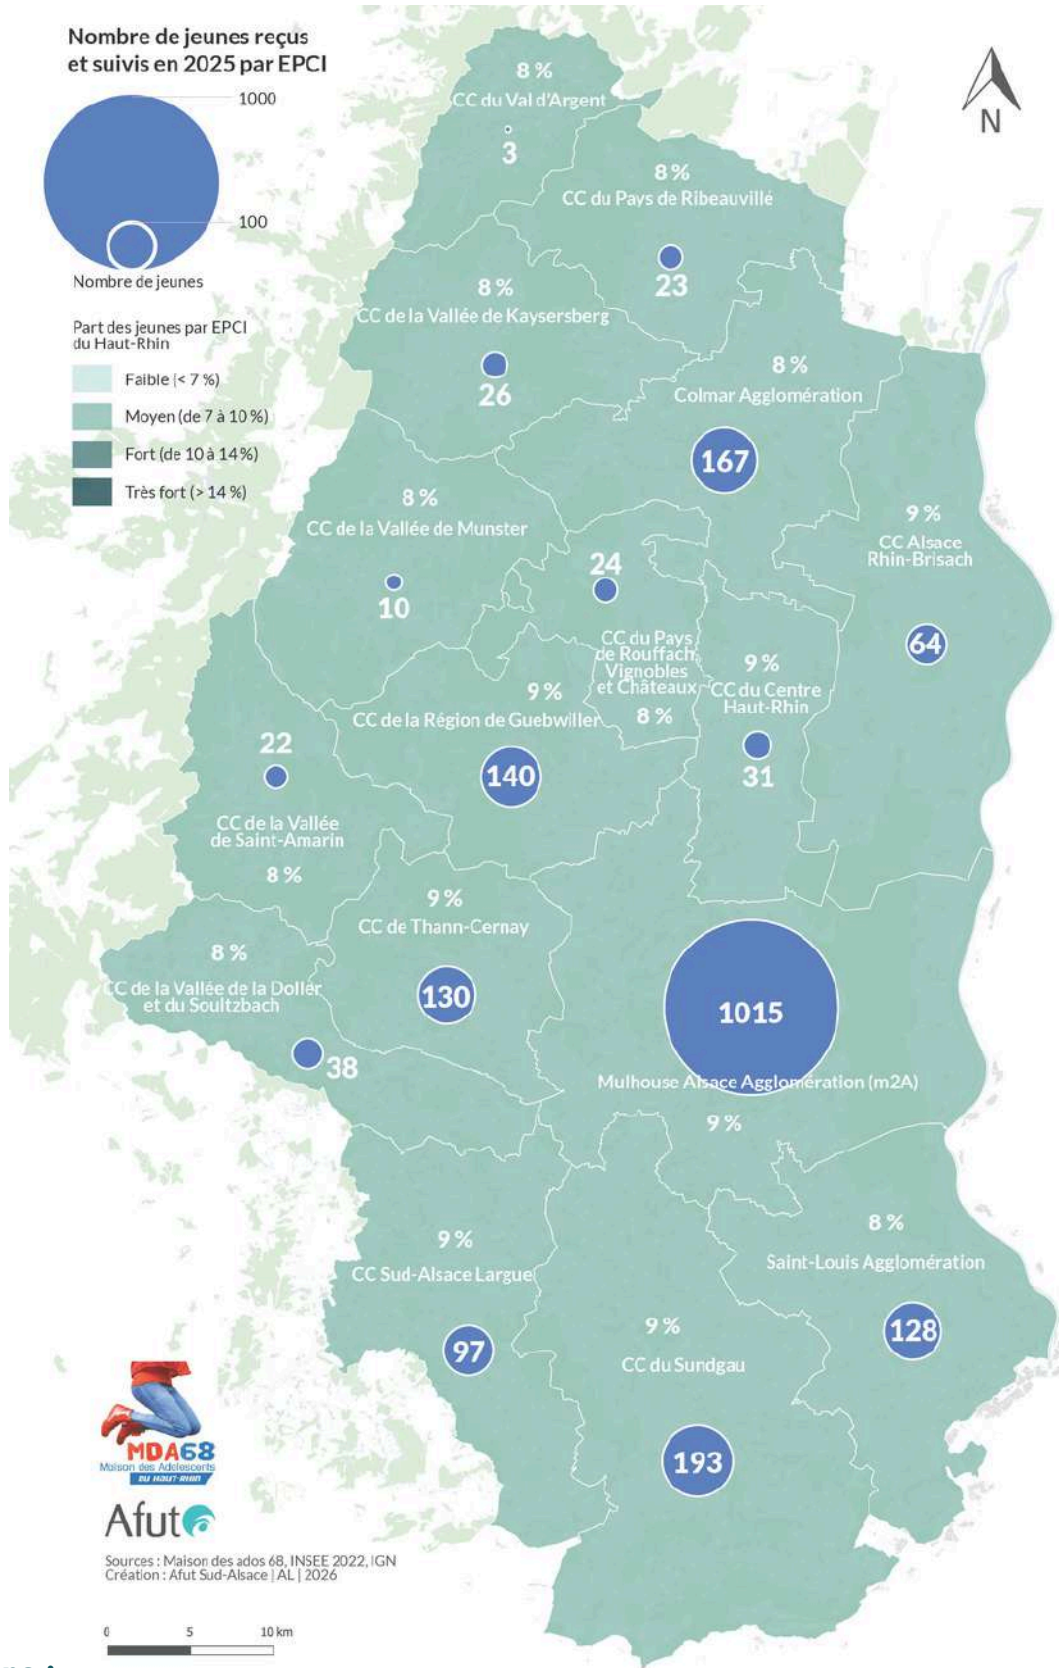 Nombre de jeunes reçus
et suivis en 2025 par EPCI
1000
100
Nombre de jeunes
Part des jeunes par EPCI
du Haut-Rhin
Faible (< 7 %)
Moyen (de 7 à 10 %)
Fort (de 10 à 14 %)
Très fort (> 14 %)
N
8 %
CC du Val d'Argent
3
8 %
CC du Pays de Ribeauvillé
23
8 %
CC de la Vallée de Kaysersberg
26
8 %
Colmar Agglomération
167
8 %
CC de la Vallée de Munster
10
9 %
CC Alsace
Rhin-Brisach
64
24
CC du Pays
de Rouffach,
Vignobles
et Châteaux
8 %
9 %
CC du Centre
Haut-Rhin
31
9 %
CC de la Région de Guebwiller
140
22
CC de la Vallée
de Saint-Amarin
8 %
9 %
CC de Thann-Cernay
130
8 %
CC de la Vallée de la Doller
et du Soultzbach
38
1015
Mulhouse Alsace Agglomération (m2A)
9 %
9 %
CC Sud-Alsace Largue
97
9 %
CC du Sundgau
193
8 %
Saint-Louis Agglomération
128
MDA68
Maison des Adolescents
DU HAUT-RHIN
Afut
Sources : Maison des ados 68, INSEE 2022, IGN
Création : Afut Sud-Alsace | AL | 2026
0 5 10 km